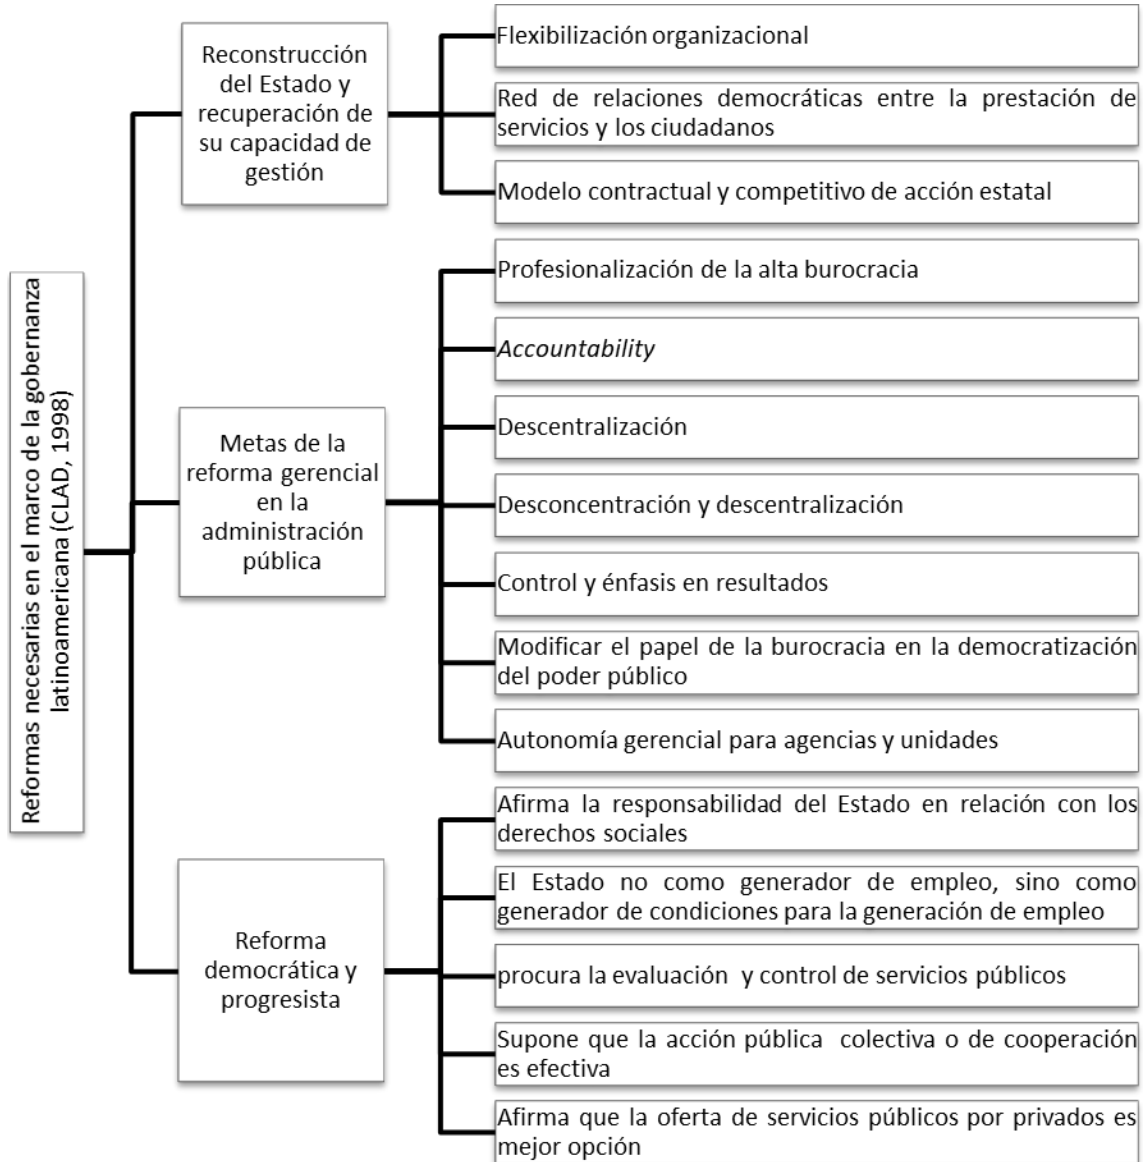 Reformas necesarias en el marco de la gobernanza
latinoamericana (CLAD, 1998)
Reconstrucción
del Estado y
recuperación de
su capacidad de
gestión
Flexibilización organizacional
Red de relaciones democráticas entre la prestación de
servicios y los ciudadanos
Modelo contractual y competitivo de acción estatal
Metas de la
reforma gerencial
en la
administración
pública
Profesionalización de la alta burocracia
Accountability
Descentralización
Desconcentración y descentralización
Control y énfasis en resultados
Modificar el papel de la burocracia en la democratización
del poder público
Autonomía gerencial para agencias y unidades
Reforma
democrática y
progresista
Afirma la responsabilidad del Estado en relación con los
derechos sociales
El Estado no como generador de empleo, sino como
generador de condiciones para la generación de empleo
procura la evaluación y control de servicios públicos
Supone que la acción pública colectiva o de cooperación
es efectiva
Afirma que la oferta de servicios públicos por privados es
mejor opción